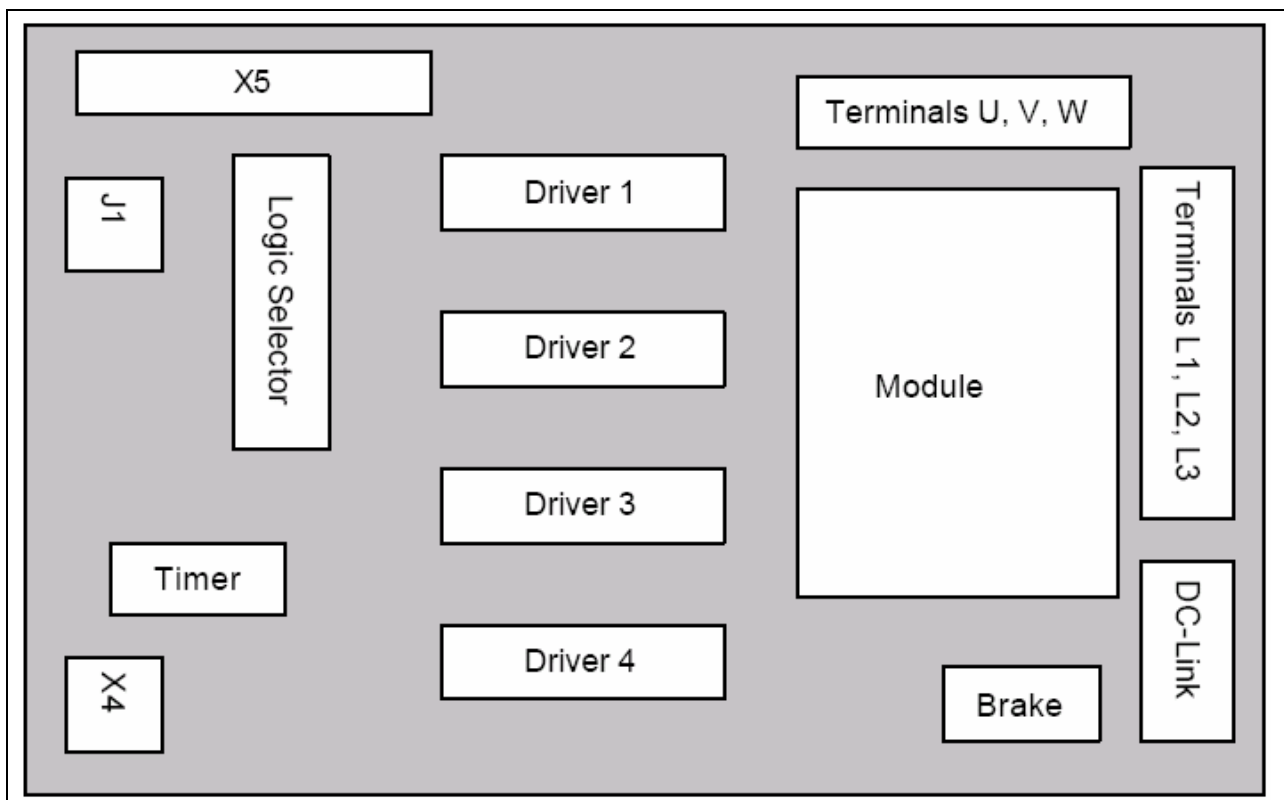 X5
Terminals U, V, W
J1
Logic Selector
Driver 1
Terminals L1, L2, L3
Driver 2
Module
Driver 3
Timer
DC-Link
Driver 4
X4
Brake